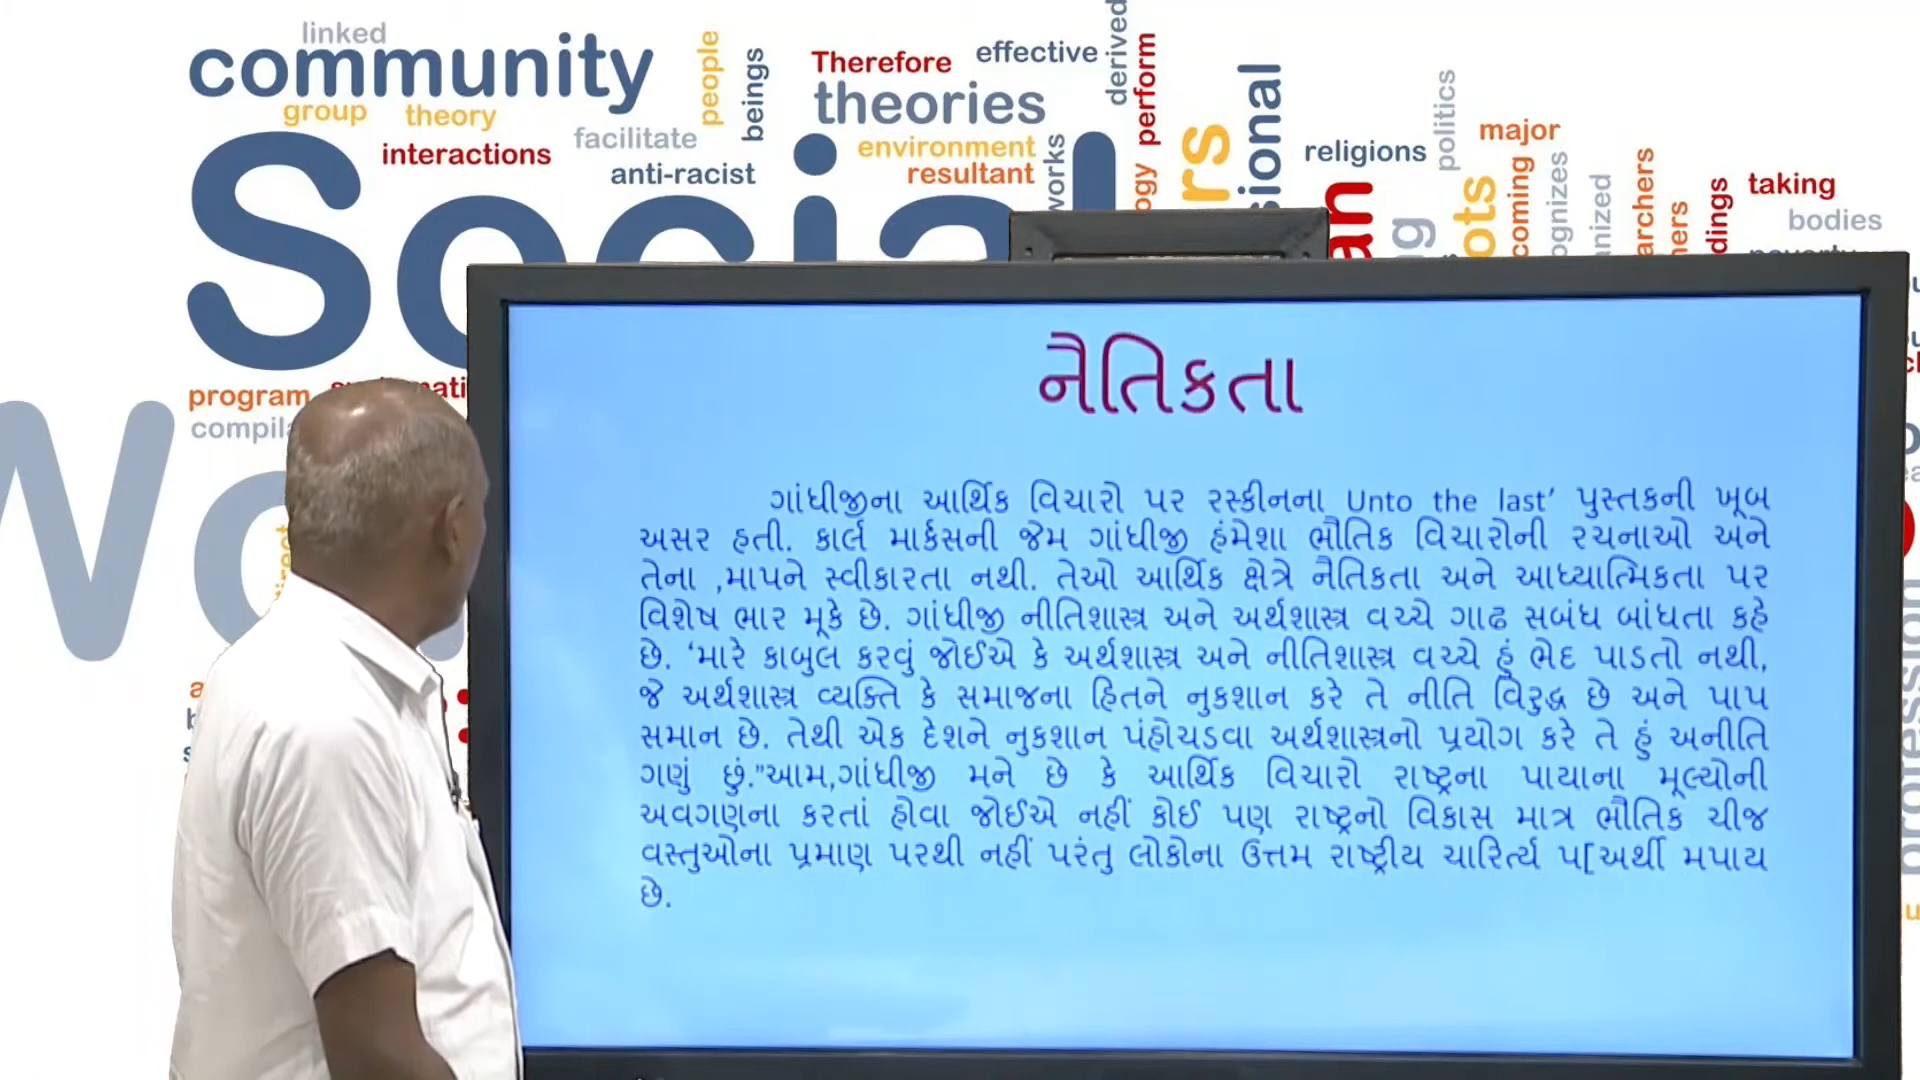 linked
community
group theory
interactions
facilitate
anti-racist
people
beings
Therefore effective
theories
environment
resultant
works
derived
perform
Social
religions
politics
major
coming
taking
bodies
program
નૈતિકતા
ગાંધીજીના આર્થિક વિચારો પર રસ્કીનના Unto the last’ પુસ્તકની ખૂબ
અસર હતી. કાર્લ માર્કસની જેમ ગાંધીજી હંમેશા ભૌતિક વિચારોની રચનાઓ અને
તેના ,માપને સ્વીકારતા નથી. તેઓ આર્થિક ક્ષેત્રે નૈતિકતા અને આધ્યાત્મિકતા પર
વિશેષ ભાર મૂકે છે. ગાંધીજી નીતિશાસ્ત્ર અને અર્થશાસ્ત્ર વચ્ચે ગાઢ સબંધ બાંધતા કહે
છે. ‘મારે કાબુલ કરવું જોઈએ કે અર્થશાસ્ત્ર અને નીતિશાસ્ત્ર વચ્ચે હું ભેદ પાડતો નથી,
જે અર્થશાસ્ત્ર વ્યક્તિ કે સમાજના હિતને નુકશાન કરે તે નીતિ વિરુદ્ધ છે અને પાપ
સમાન છે. તેથી એક દેશને નુકશાન પંહોચડવા અર્થશાસ્ત્રનો પ્રયોગ કરે તે હું અનીતિ
ગણું છું."આમ,ગાંધીજી મને છે કે આર્થિક વિચારો રાષ્ટ્રના પાયાના મૂલ્યોની
અવગણના કરતાં હોવા જોઈએ નહીં કોઈ પણ રાષ્ટ્રનો વિકાસ માત્ર ભૌતિક ચીજ
વસ્તુઓના પ્રમાણ પરથી નહીં પરંતુ લોકોના ઉત્તમ રાષ્ટ્રીય ચારિર્ત્ય પ[અર્થી મપાય
છે.